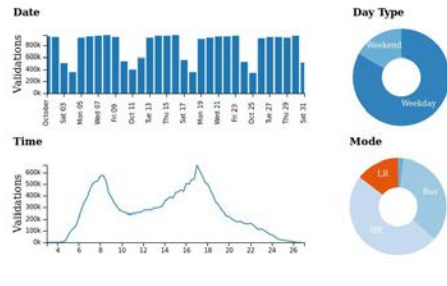 Date
Validations
800k
600k
400k
200k
0k
October
Sat 03
Mon 05
Wed 07
Fri 09
Oct 11
Tue 13
Thu 15
Sat 17
Mon 19
Wed 21
Fri 23
Oct 25
Tue 27
Thu 29
Sat 31
Day Type
Weekend
Weekday
Time
Validations
600k
500k
400k
300k
200k
100k
0k
4
6
8
10
12
14
16
18
20
22
24
26
Mode
LR
Bus